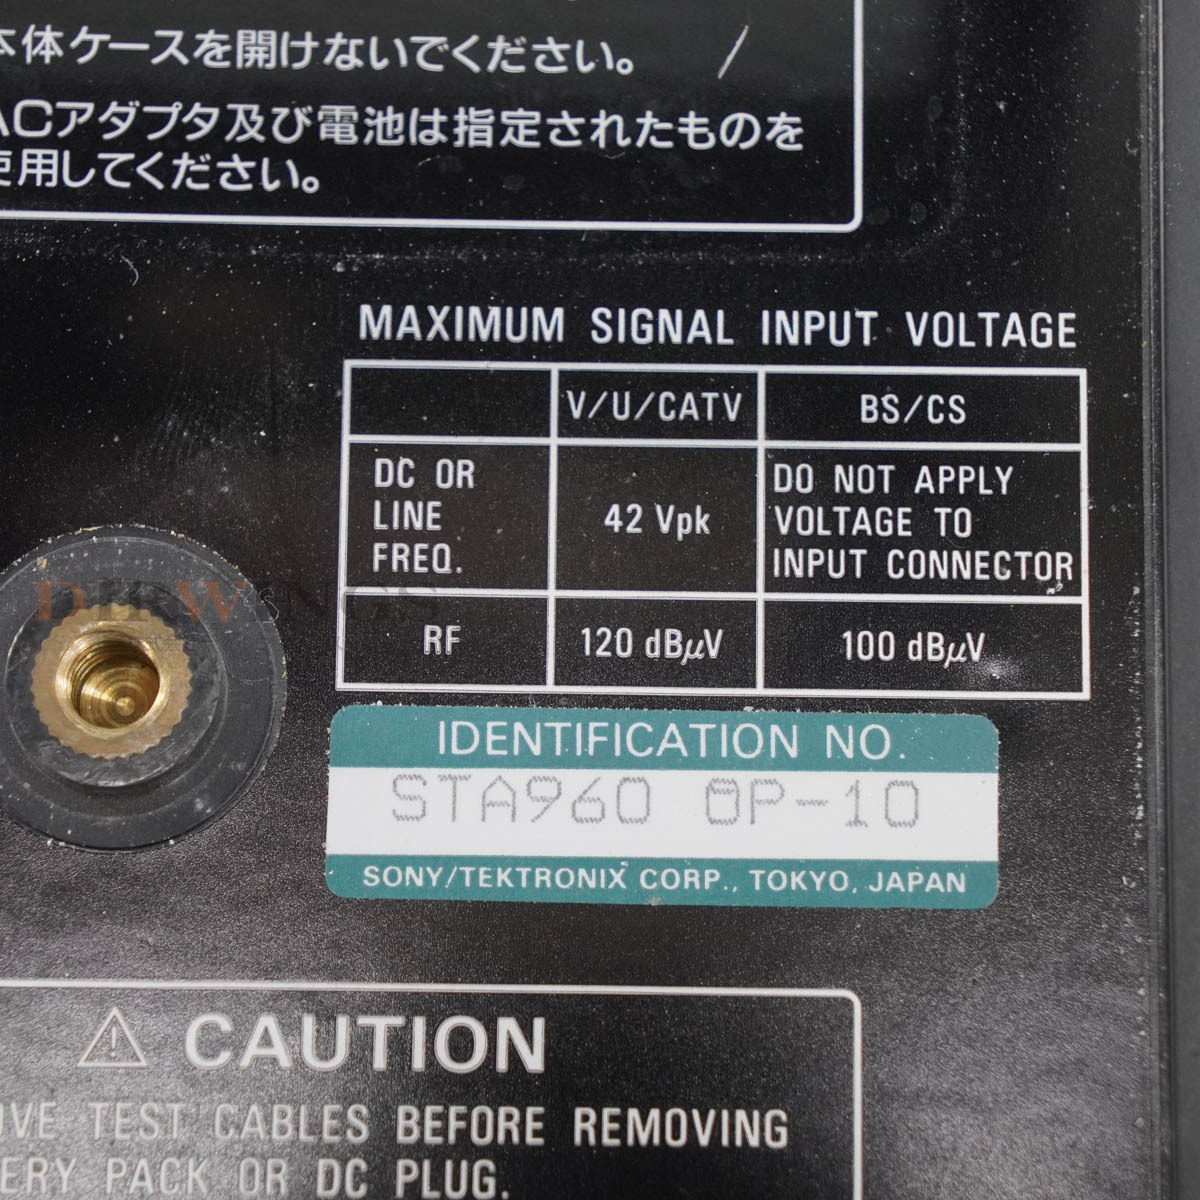 本体ケースを開けないでください。
ACアダプタ及び電池は指定されたものを
使用してください。
MAXIMUM SIGNAL INPUT VOLTAGE
V/U/CATV BS/CS
DC OR LINE FREQ. 42 Vpk DO NOT APPLY VOLTAGE TO INPUT CONNECTOR
RF 120 dBμV 100 dBμV
IDENTIFICATION NO.
STA960 OP-10
SONY/TEKTRONIX CORP., TOKYO, JAPAN
CAUTION
OVE TEST CABLES BEFORE REMOVING
ERY PACK OR DC PLUG.